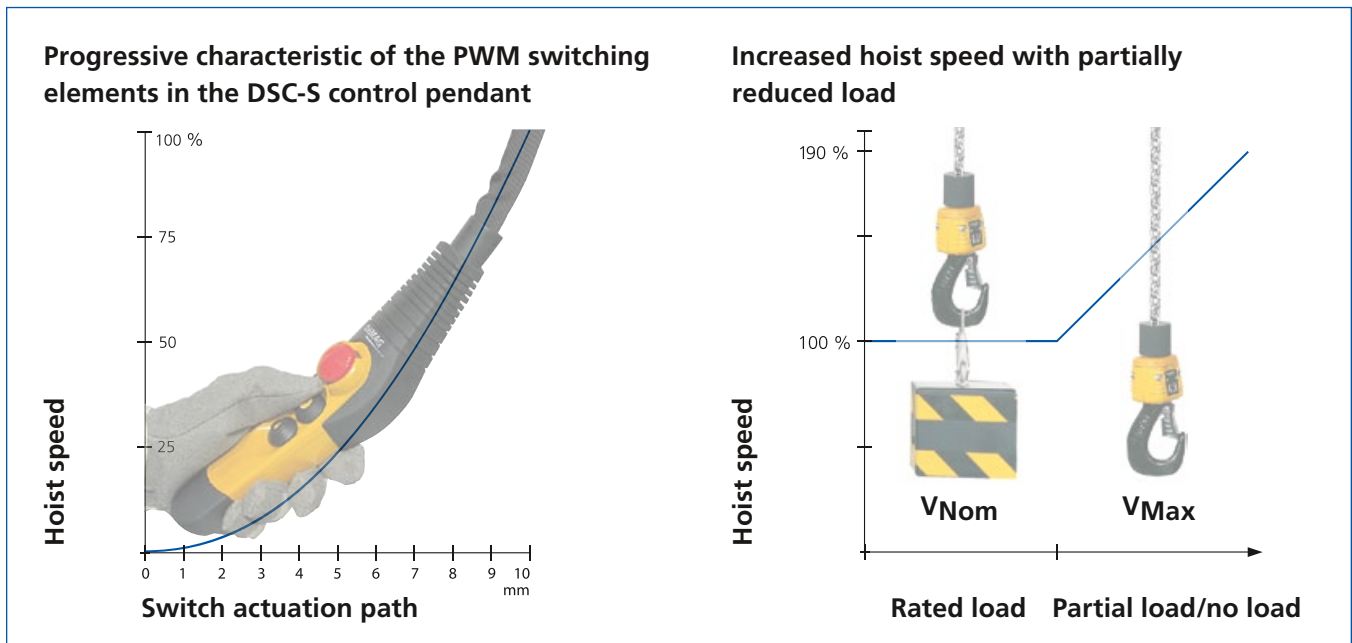 Progressive characteristic of the PWM switching
elements in the DSC-S control pendant
100 %
75
50
25
Hoist speed
0 1 2 3 4 5 6 7 8 9 10
mm
Switch actuation path
DEMAG
Increased hoist speed with partially
reduced load
190 %
100 %
Hoist speed
VNom
VMax
Rated load
Partial load/no load